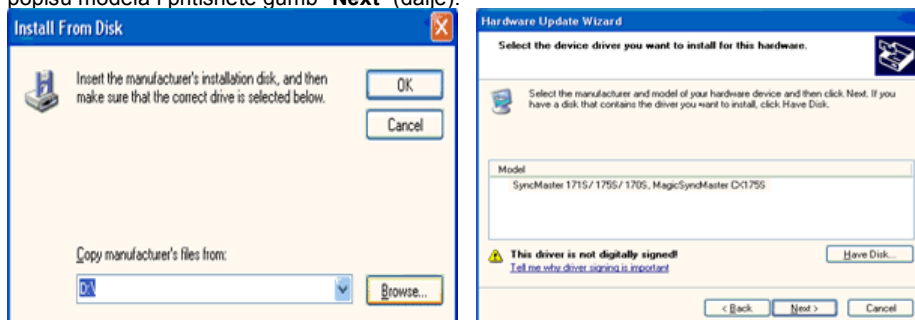 popisu modela i pritisnete gumb "Next" (dalje).
Install From Disk
Insert the manufacturer's installation disk, and then
make sure that the correct drive is selected below.
OK
Cancel
Copy manufacturer's files from:
D:\
Browse...
Hardware Update Wizard
Select the device driver you want to install for this hardware.
Select the manufacturer and model of your hardware device and then click Next. If you
have a disk that contains the driver you want to install, click Have Disk.
Model
SyncMaster 171S/ 175S/ 170S, MagicSyncMaster CX175S
This driver is not digitally signed!
Tell me why driver signing is important
Have Disk...
< Back
Next >
Cancel